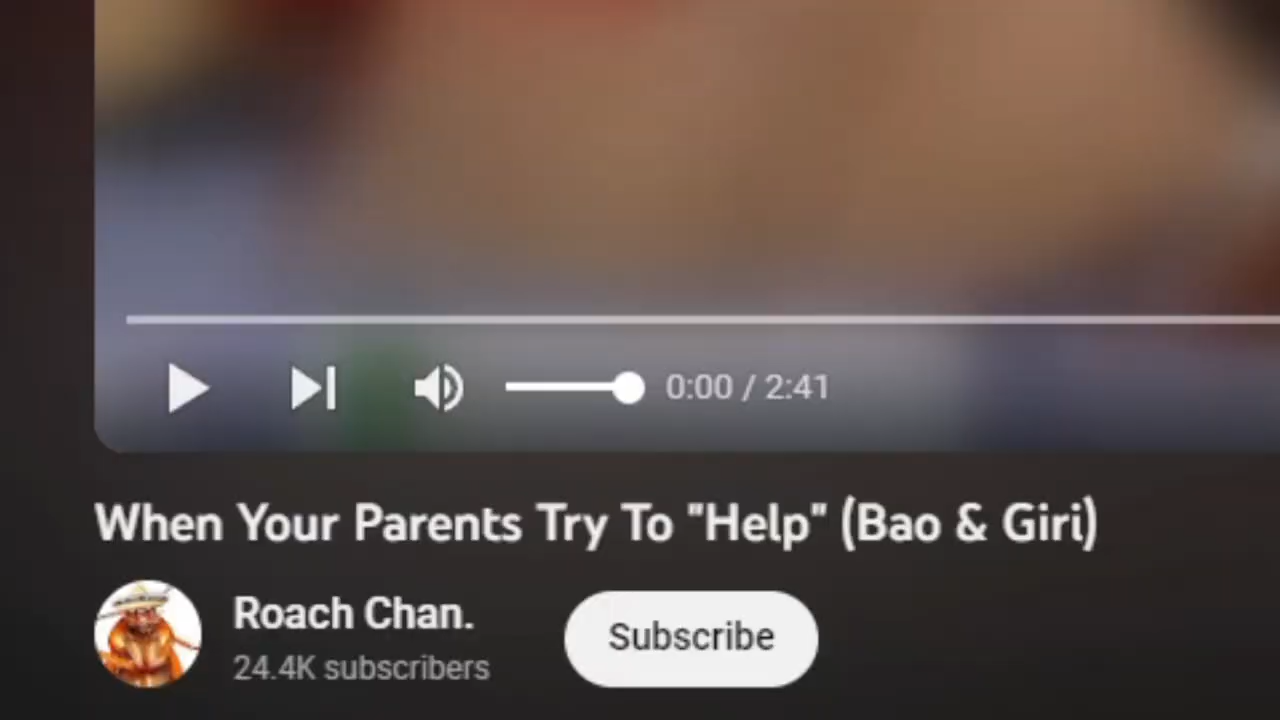 0:00 / 2:41
When Your Parents Try To "Help" (Bao & Giri)
Roach Chan.
24.4K subscribers
Subscribe